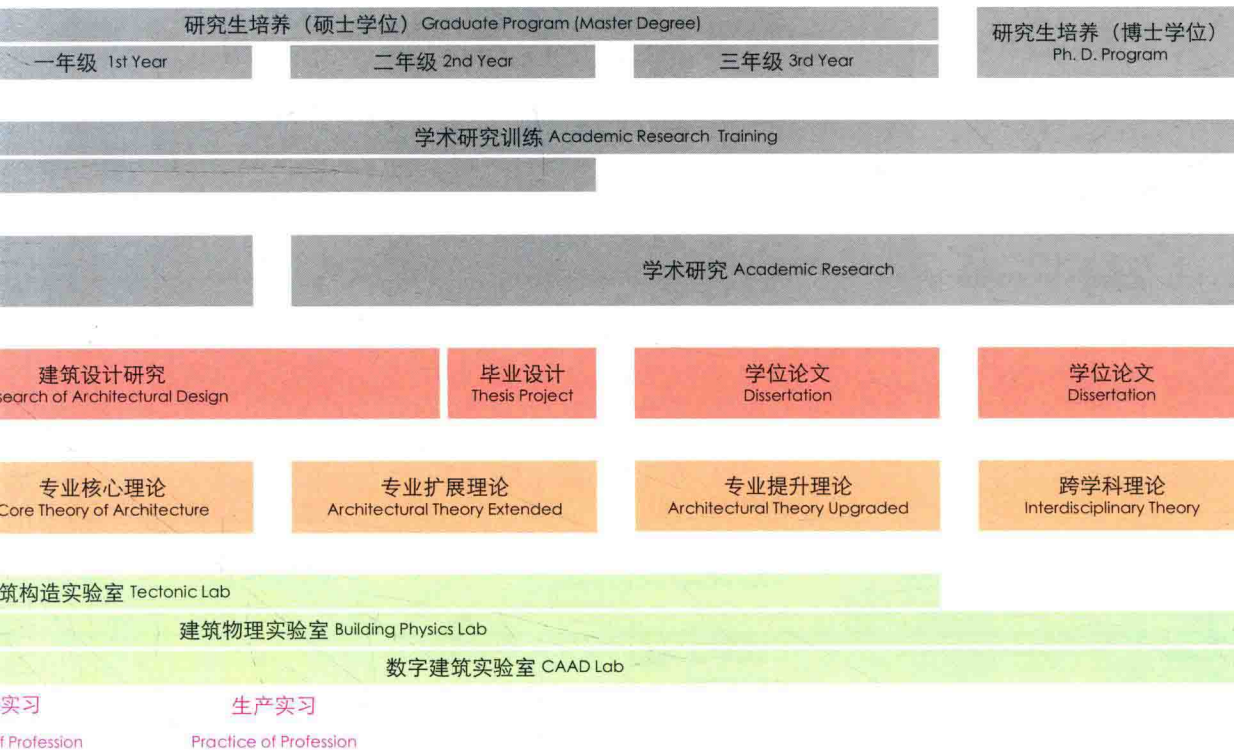 研究生培养（硕士学位）Graduate Program (Master Degree)
研究生培养（博士学位）
Ph. D. Program
一年级 1st Year
二年级 2nd Year
三年级 3rd Year
学术研究训练 Academic Research Training
学术研究 Academic Research
建筑设计研究
search of Architectural Design
毕业设计
Thesis Project
学位论文
Dissertation
学位论文
Dissertation
专业核心理论
Core Theory of Architecture
专业扩展理论
Architectural Theory Extended
专业提升理论
Architectural Theory Upgraded
跨学科理论
Interdisciplinary Theory
筑构造实验室 Tectonic Lab
建筑物理实验室 Building Physics Lab
数字建筑实验室 CAAD Lab
实习
f Profession
生产实习
Practice of Profession